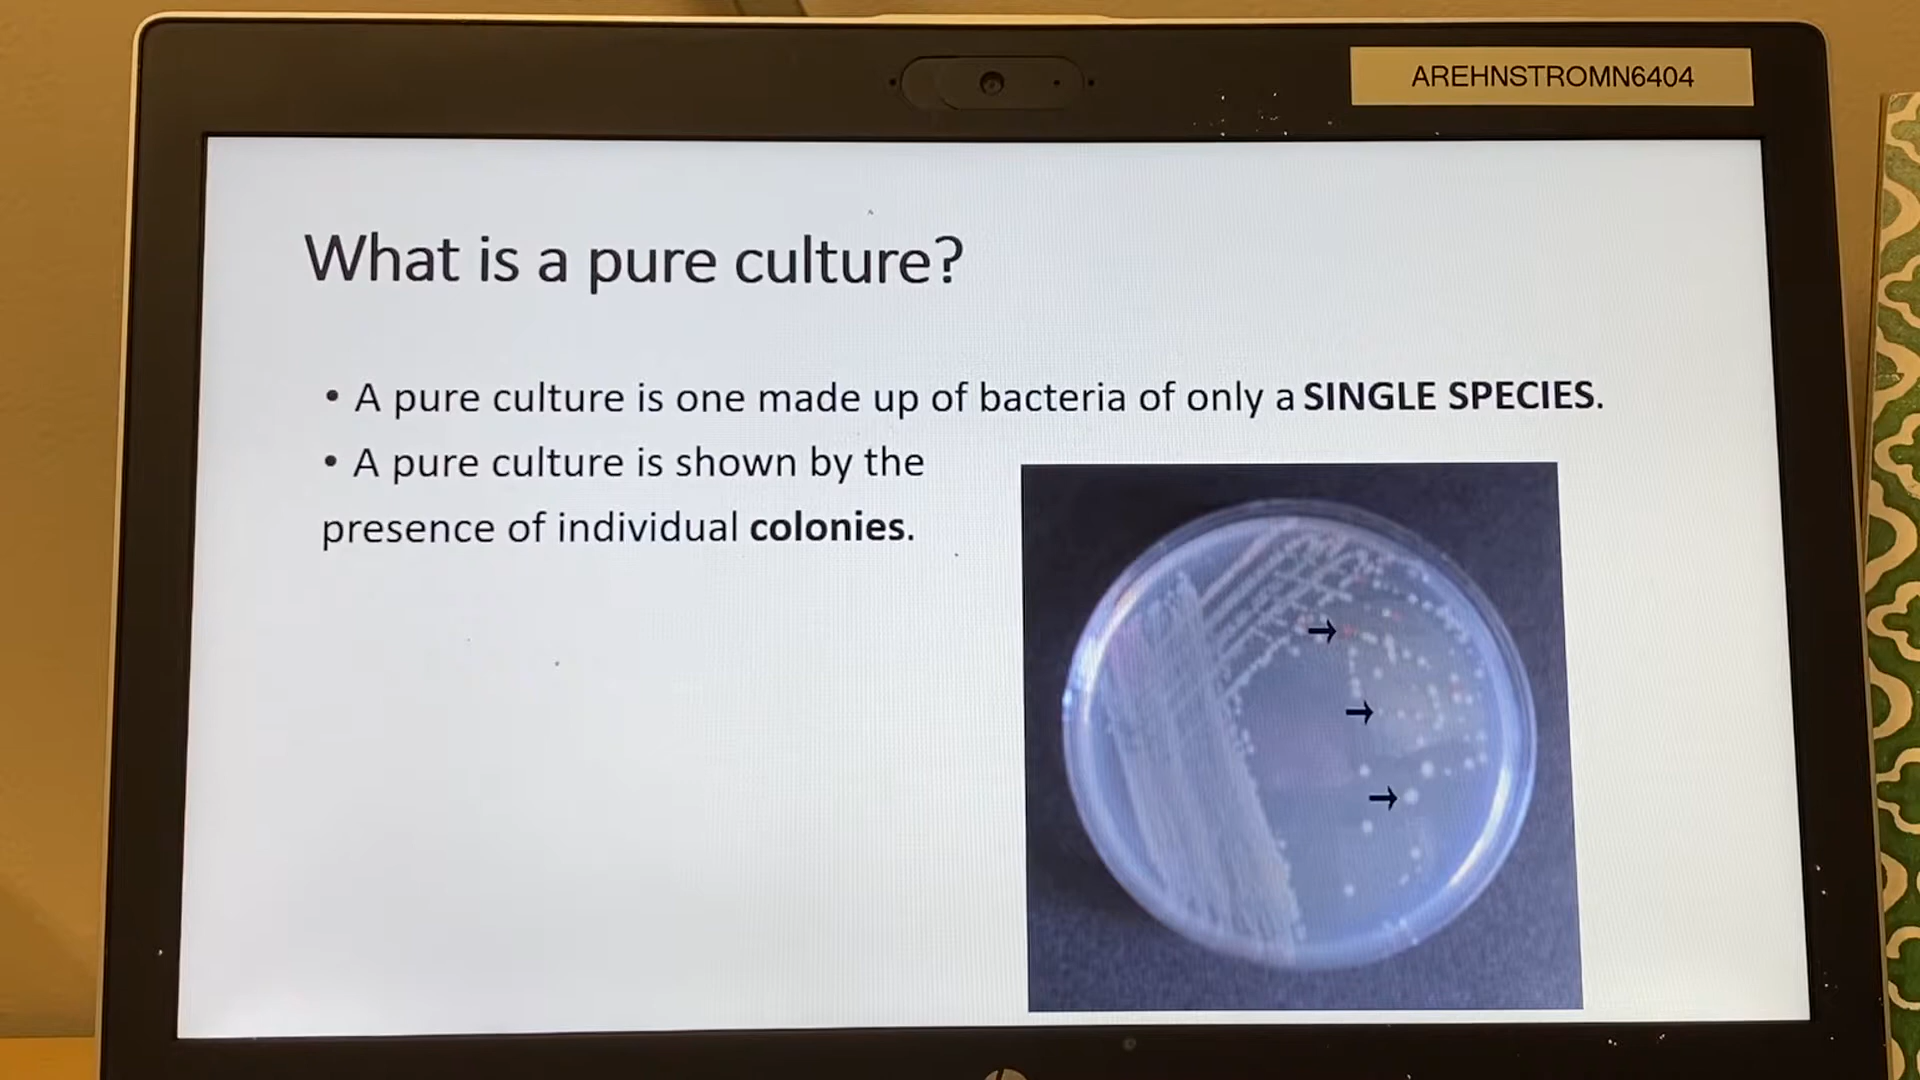 AREHNSTROMN6404
What is a pure culture?
• A pure culture is one made up of bacteria of only a SINGLE SPECIES.
• A pure culture is shown by the
presence of individual colonies.